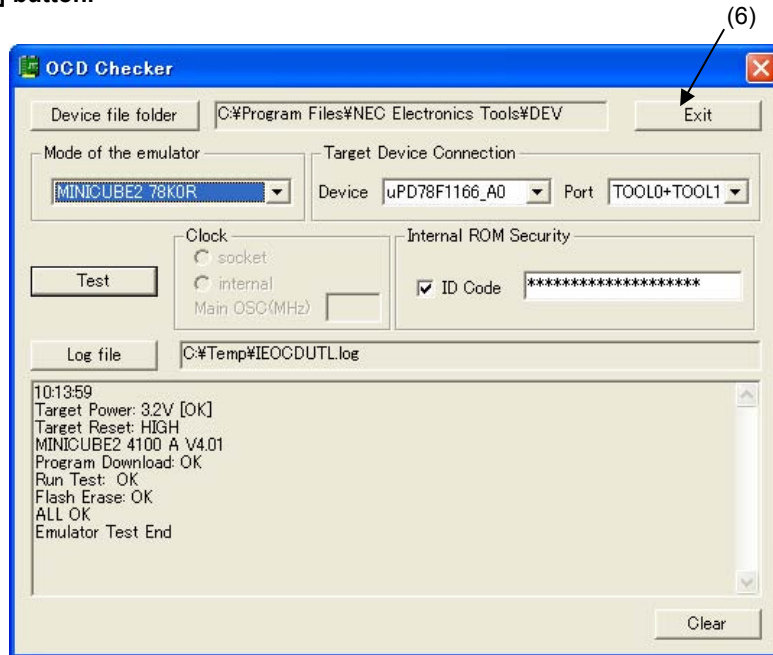 ] button.
(6)
OCD Checker
Device file folder C:¥Program Files¥NEC Electronics Tools¥DEV Exit
Mode of the emulator Target Device Connection
MINICUBE2 78K0R Device uPD78F1166_A0 Port TOOL0+TOOL1
Clock Internal ROM Security
socket
Test internal ID Code ********************
Main OSC(MHz)
Log file C:¥Temp¥IEOCDUTL.log
10:13:59
Target Power: 3.2V [OK]
Target Reset: HIGH
MINICUBE2 4100 A V4.01
Program Download: OK
Run Test: OK
Flash Erase: OK
ALL OK
Emulator Test End
Clear